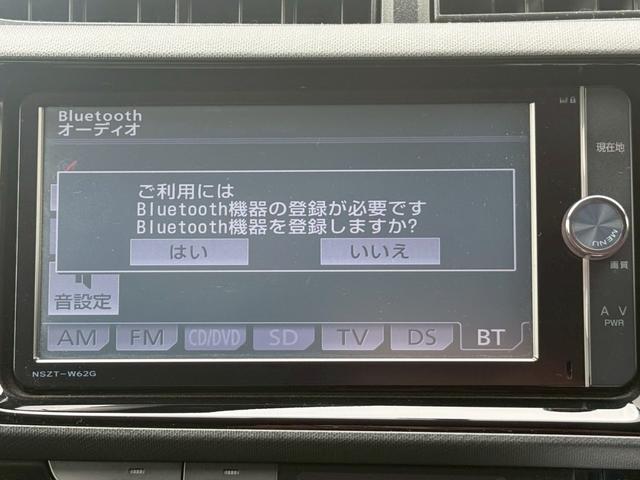 Bluetooth
オーディオ
ご利用には
Bluetooth機器の登録が必要です
Bluetooth機器を登録しますか?
はい いいえ
音設定
AM FM CD/DVD SD TV DS BT
NSZT-W62G
現在地
MENU
画質
A V
PWR